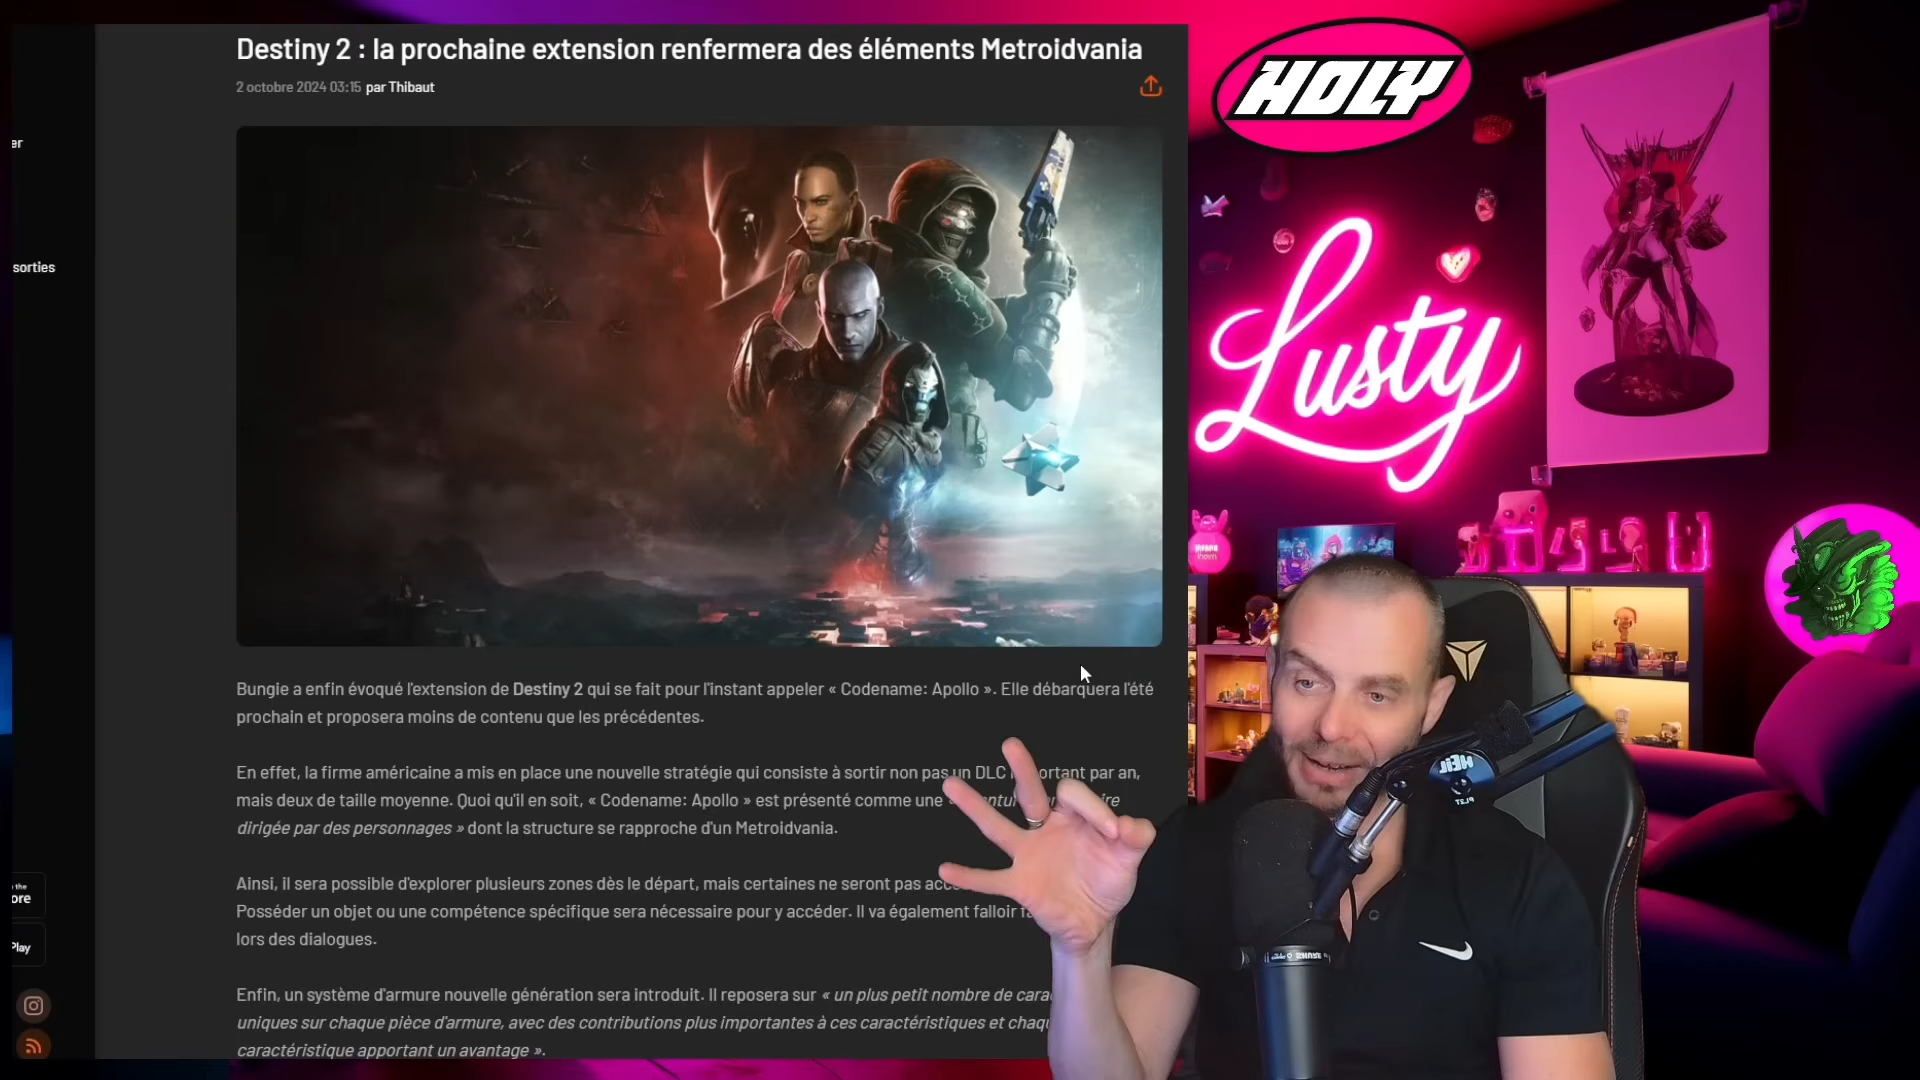 Destiny 2 : la prochaine extension renfermera des éléments Metroidvania
2 octobre 2024 03:15 par Thibaut
HOLY
er
sorties
Lusty
Bungie a enfin évoqué l'extension de Destiny 2 qui se fait pour l'instant appeler « Codename: Apollo ». Elle débarquera l'été
prochain et proposera moins de contenu que les précédentes.
En effet, la firme américaine a mis en place une nouvelle stratégie qui consiste à sortir non pas un DLC important par an,
mais deux de taille moyenne. Quoi qu'il en soit, « Codename: Apollo » est présenté comme une
dirigée par des personnages » dont la structure se rapproche d'un Metroidvania.
Ainsi, il sera possible d'explorer plusieurs zones dès le départ, mais certaines ne seront pas
Posséder un objet ou une compétence spécifique sera nécessaire pour y accéder. Il va également falloir
lors des dialogues.
Enfin, un système d'armure nouvelle génération sera introduit. Il reposera sur « un plus petit nombre de
uniques sur chaque pièce d'armure, avec des contributions plus importantes à ces caractéristiques et
caractéristique apportant un avantage ».
the
ore
Play